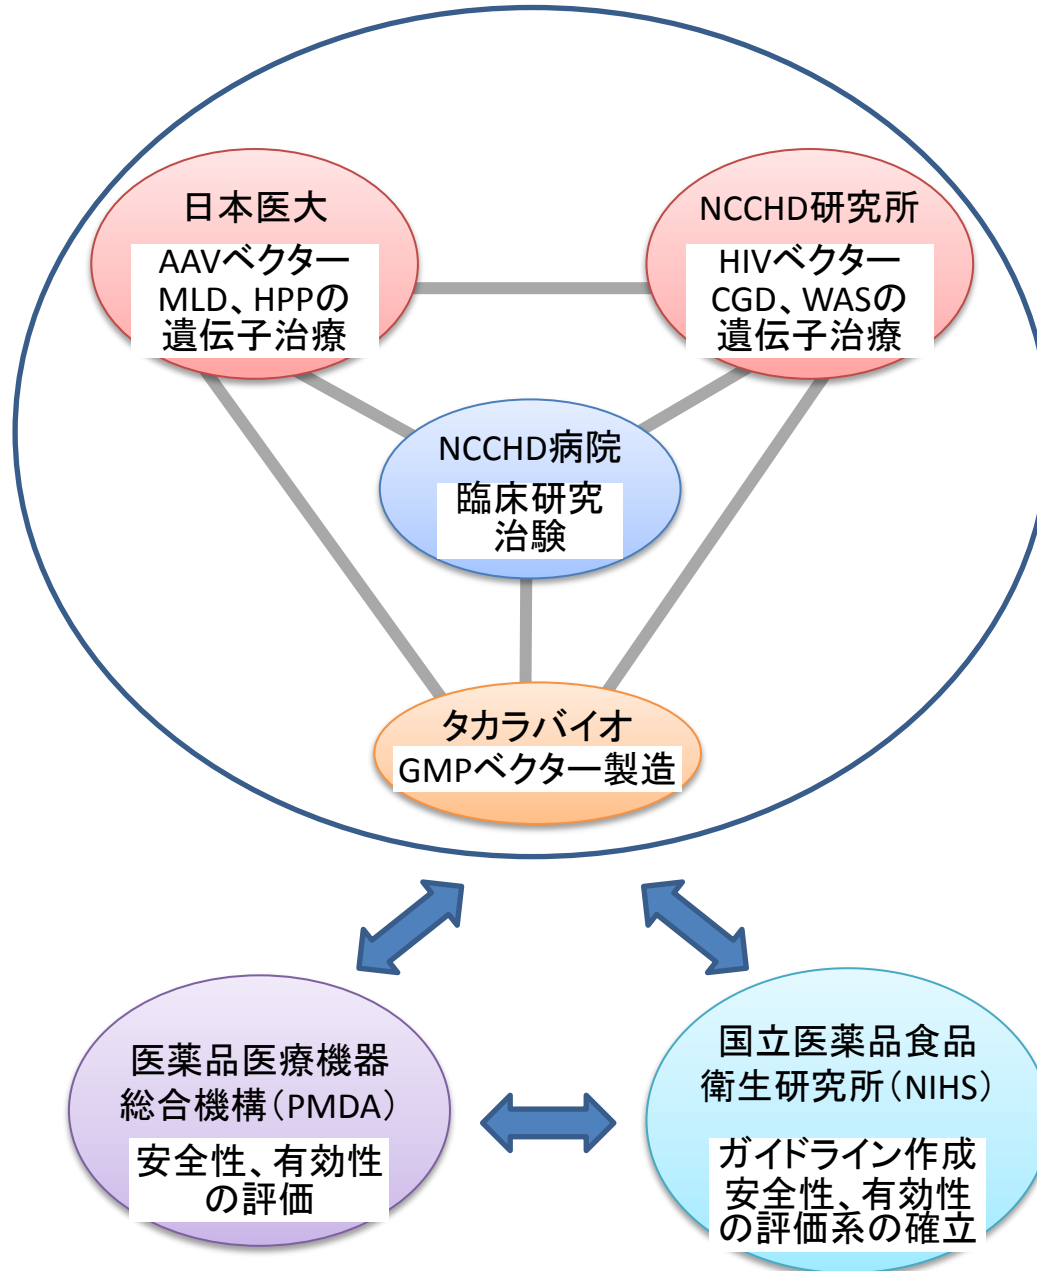 日本医大
AAVベクター
MLD、HPPの
遺伝子治療
NCCHD研究所
HIVベクター
CGD、WASの
遺伝子治療
NCCHD病院
臨床研究
治験
タカラバイオ
GMPベクター製造
医薬品医療機器
総合機構（PMDA）
安全性、有効性
の評価
国立医薬品食品
衛生研究所（NIHS）
ガイドライン作成
安全性、有効性
の評価系の確立